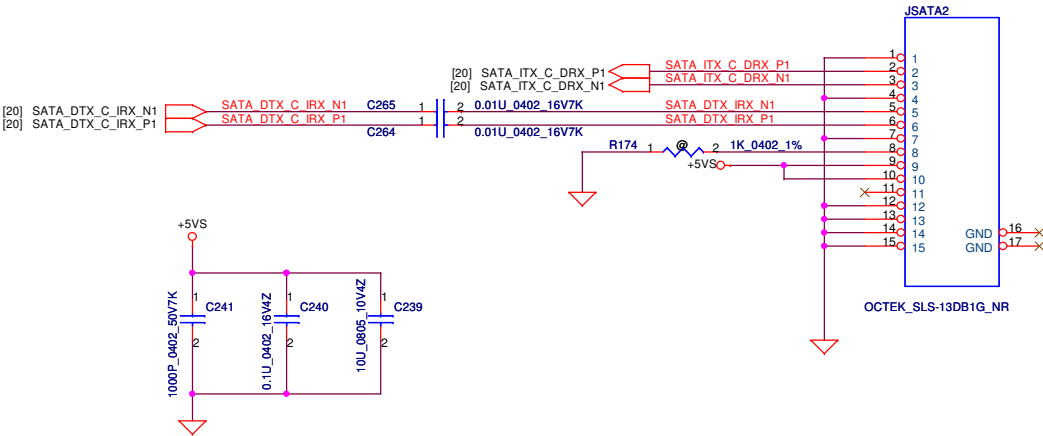 JSATA2
[20] SATA_ITX_C_DRX_P1 SATA_ITX_C_DRX_P1
[20] SATA_ITX_C_DRX_N1 SATA_ITX_C_DRX_N1
[20] SATA_DTX_C_IRX_N1 SATA_DTX_C_IRX_N1 C265 1 2 0.01U_0402_16V7K SATA_DTX_IRX_N1
[20] SATA_DTX_C_IRX_P1 SATA_DTX_C_IRX_P1 C264 1 2 0.01U_0402_16V7K SATA_DTX_IRX_P1
R174 1 @ 2 1K_0402_1%
+5VS
1 1
2 2
3 3
4 4
5 5
6 6
7 7
8 8
9 9
10 10
11 11
12 12
13 13
14 14
15 15
GND 16
GND 17
OCTEK_SLS-13DB1G_NR
+5VS
1000P_0402_50V7K 1 C241 2
0.1U_0402_16V4Z 1 C240 2
10U_0805_10V4Z 1 C239 2